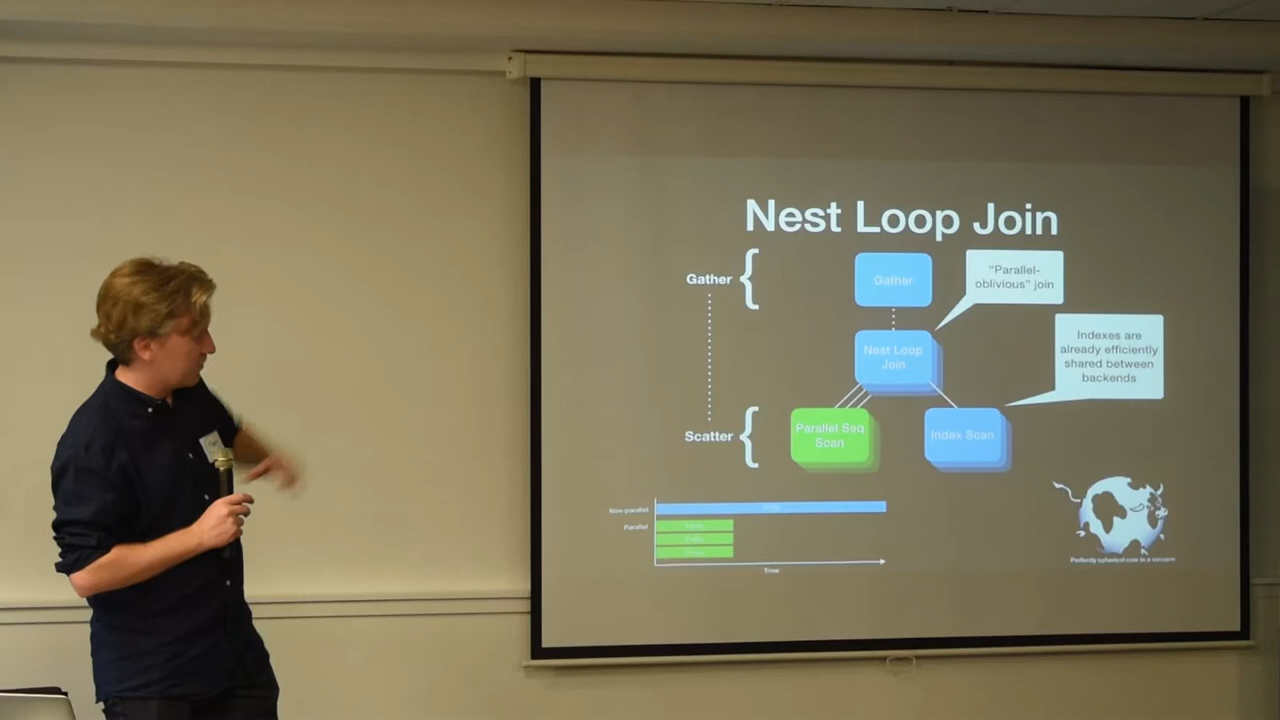 Nest Loop Join
Gather
Gather
"Parallel-
oblivious" join
Nest Loop
Join
Indexes are
already efficiently
shared between
backends
Scatter
Parallel Seq
Scan
Index Scan
Non-parallel
Parallel
Time
Perfectly spherical cow in a vacuum